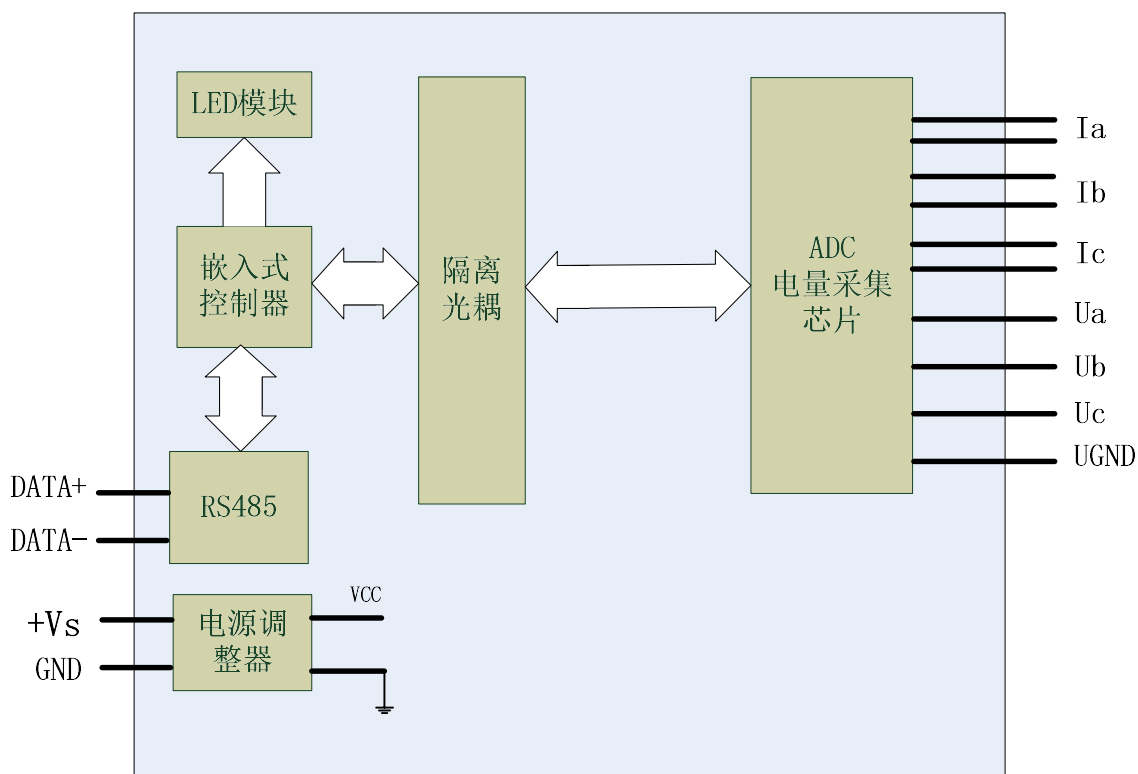 LED模块
嵌入式
控制器
隔离
光耦
ADC
电量采集
芯片
Ia
Ib
Ic
Ua
Ub
Uc
UGND
DATA+
DATA-
RS485
+Vs
GND
电源调
整器
VCC